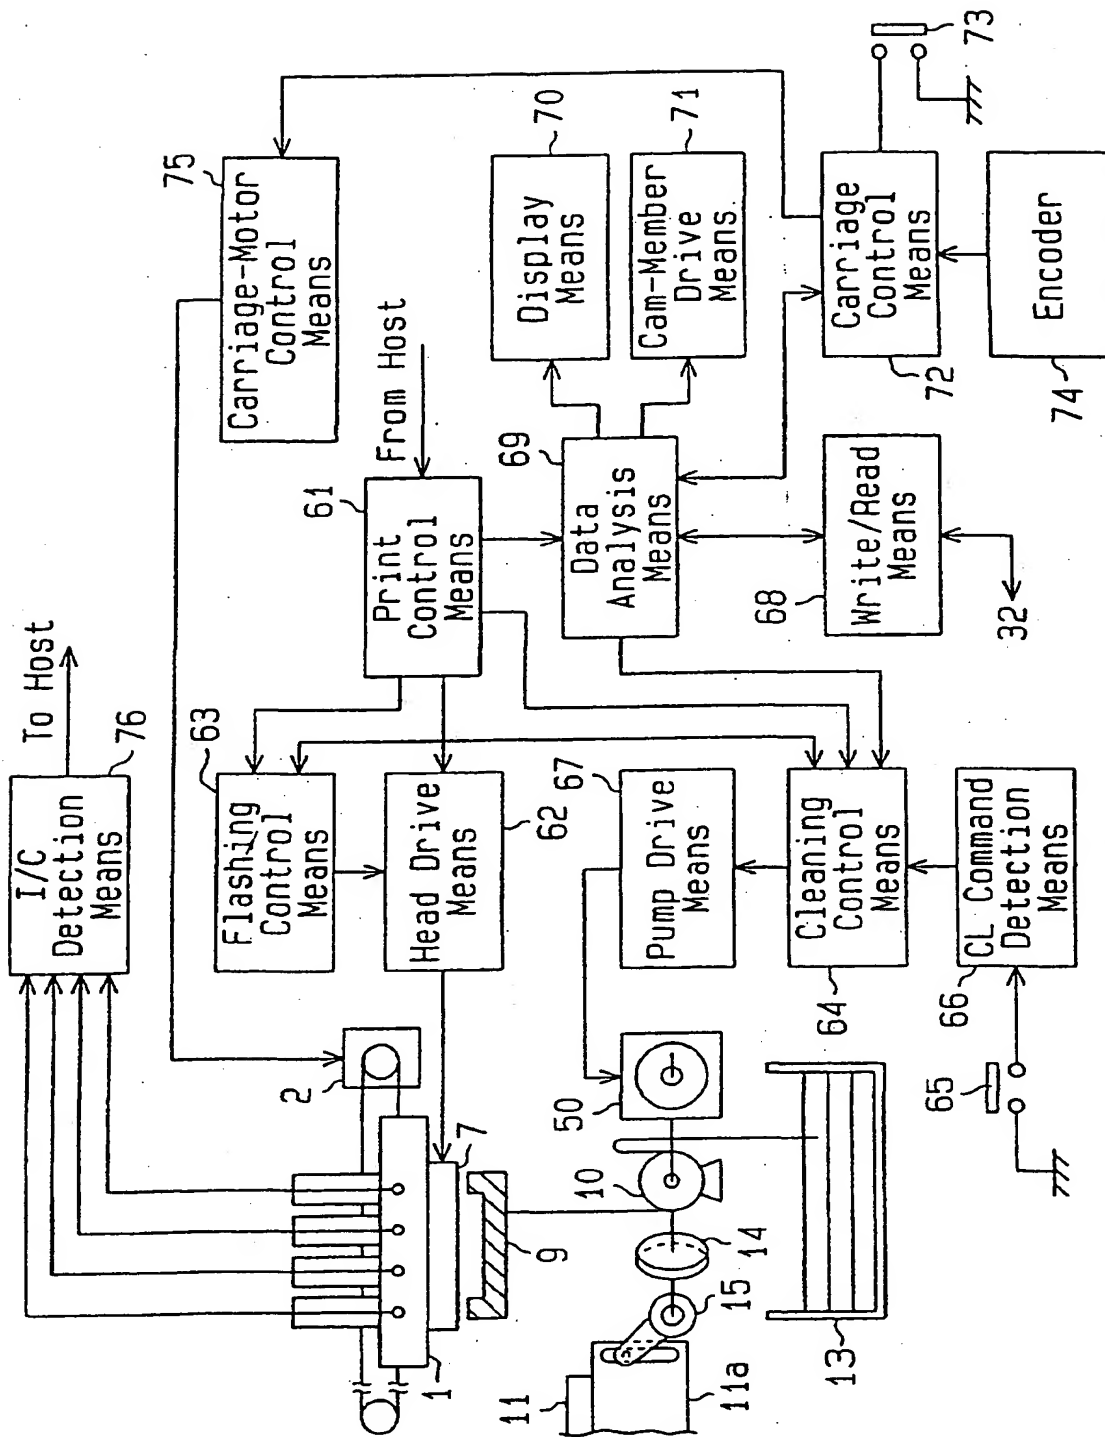 To Host
I/C
Detection
Means
76
75
Carriage-Motor
Control
Means
From Host
61
Print
Control
Means
63
Flashing
Control
Means
Head Drive
Means
62
2
7
1
9
69
Data
Analysis
Means
Display
Means
70
Cam-Member
Drive
Means
71
67
Pump Drive
Means
50
10
14
15
11
11a
13
Cleaning
Control
Means
64
68
Write/Read
Means
32
Carriage
Control
Means
72
73
Encoder
74
CL Command
Detection
Means
66
65